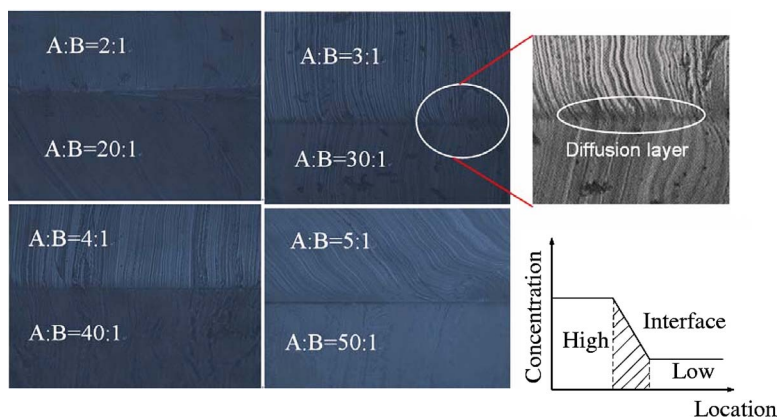 A:B=2:1
A:B=20:1
A:B=3:1
A:B=30:1
Diffusion layer
A:B=4:1
A:B=40:1
A:B=5:1
A:B=50:1
Concentration
High
Interface
Low
Location